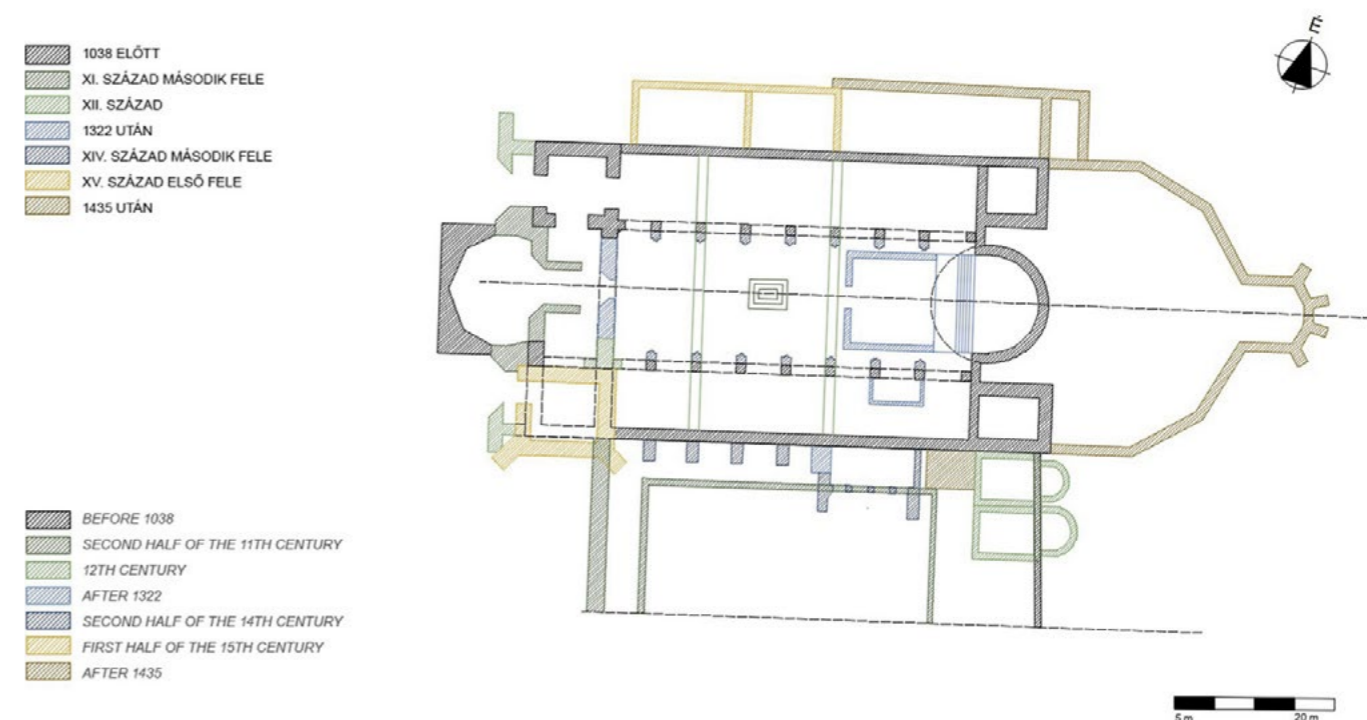 É
1038 ELŐTT
XI. SZÁZAD MÁSODIK FELE
XII. SZÁZAD
1322 UTÁN
XIV. SZÁZAD MÁSODIK FELE
XV. SZÁZAD ELSŐ FELE
1435 UTÁN
BEFORE 1038
SECOND HALF OF THE 11TH CENTURY
12TH CENTURY
AFTER 1322
SECOND HALF OF THE 14TH CENTURY
FIRST HALF OF THE 15TH CENTURY
AFTER 1435
5 m 20 m